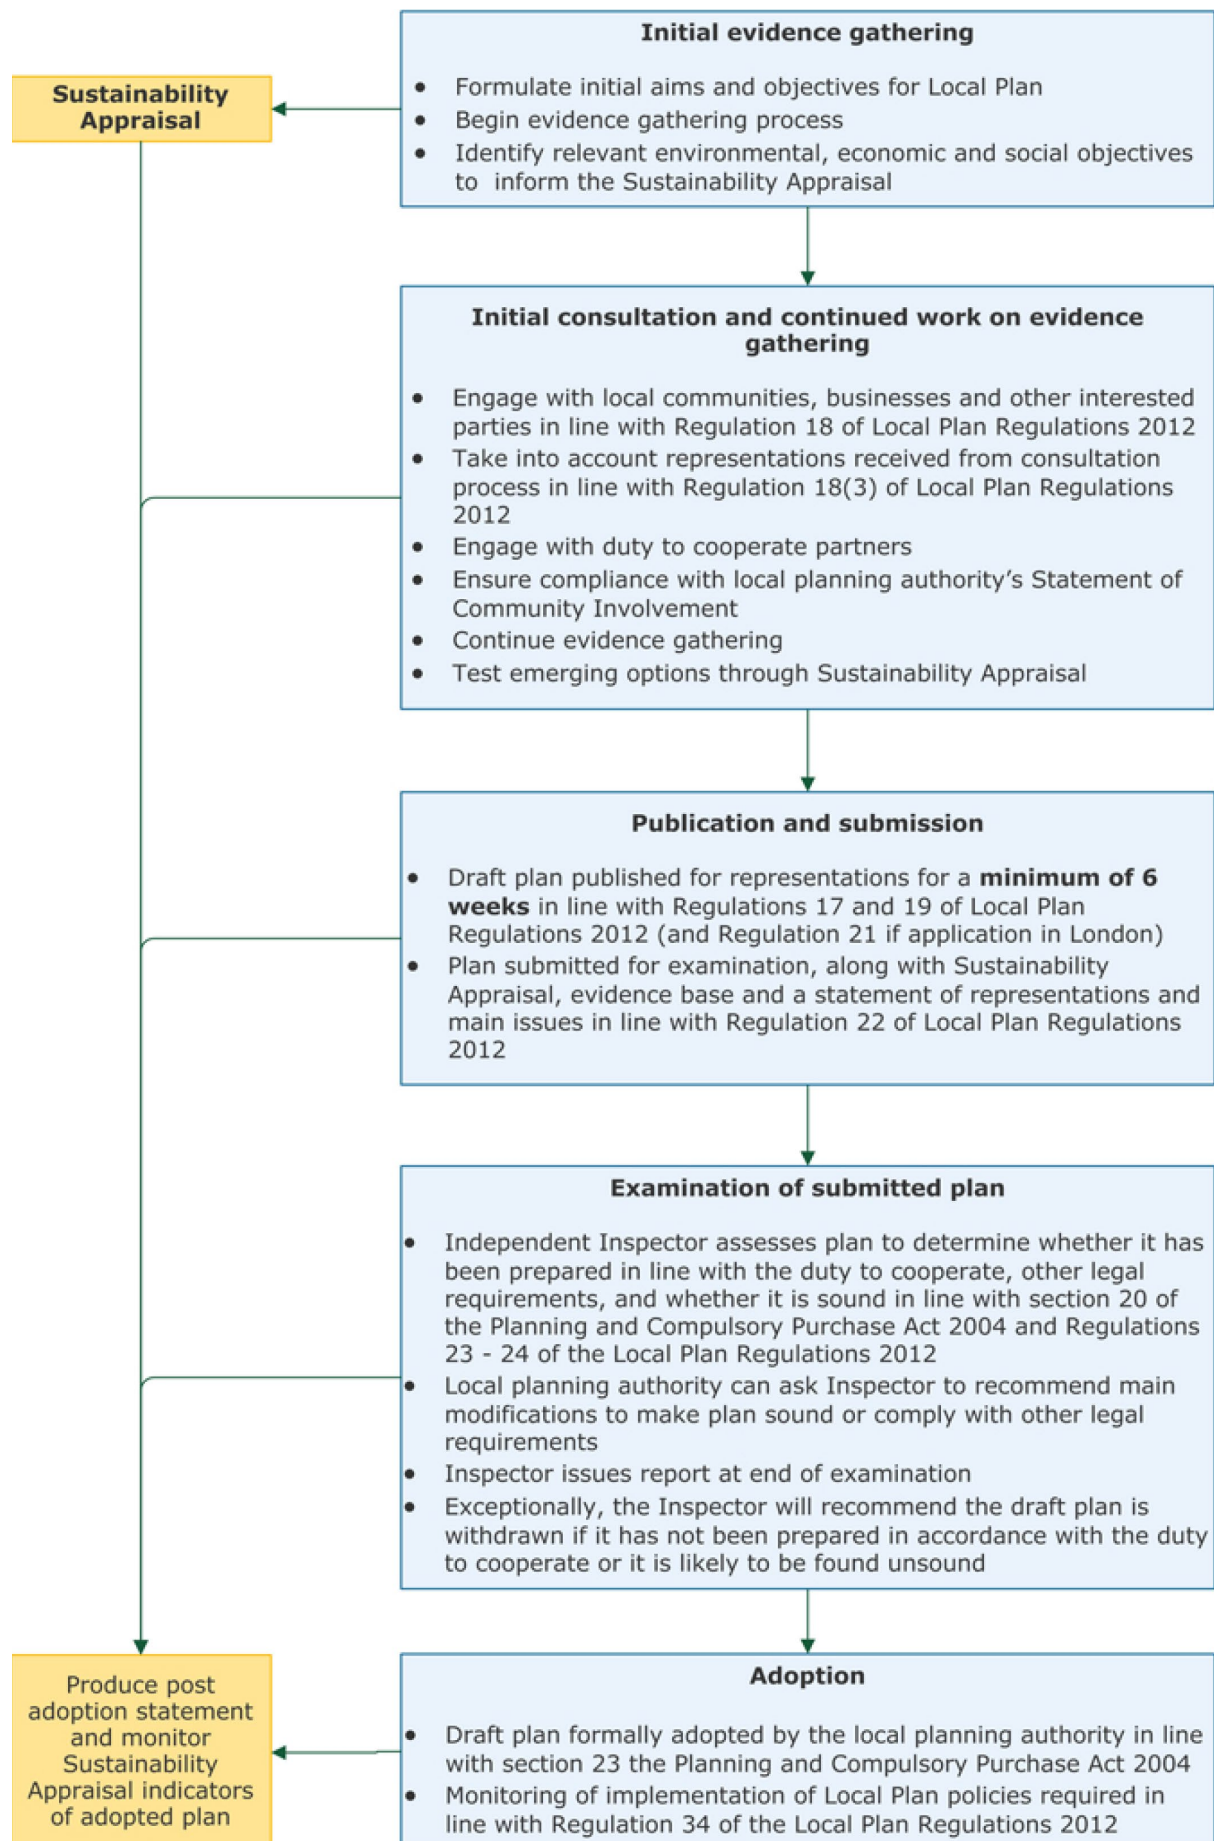 Initial evidence gathering
• Formulate initial aims and objectives for Local Plan
• Begin evidence gathering process
• Identify relevant environmental, economic and social objectives
to inform the Sustainability Appraisal
Sustainability
Appraisal
Initial consultation and continued work on evidence
gathering
• Engage with local communities, businesses and other interested
parties in line with Regulation 18 of Local Plan Regulations 2012
• Take into account representations received from consultation
process in line with Regulation 18(3) of Local Plan Regulations
2012
• Engage with duty to cooperate partners
• Ensure compliance with local planning authority’s Statement of
Community Involvement
• Continue evidence gathering
• Test emerging options through Sustainability Appraisal
Publication and submission
• Draft plan published for representations for a minimum of 6
weeks in line with Regulations 17 and 19 of Local Plan
Regulations 2012 (and Regulation 21 if application in London)
• Plan submitted for examination, along with Sustainability
Appraisal, evidence base and a statement of representations and
main issues in line with Regulation 22 of Local Plan Regulations
2012
Examination of submitted plan
• Independent Inspector assesses plan to determine whether it has
been prepared in line with the duty to cooperate, other legal
requirements, and whether it is sound in line with section 20 of
the Planning and Compulsory Purchase Act 2004 and Regulations
23 - 24 of the Local Plan Regulations 2012
• Local planning authority can ask Inspector to recommend main
modifications to make plan sound or comply with other legal
requirements
• Inspector issues report at end of examination
• Exceptionally, the Inspector will recommend the draft plan is
withdrawn if it has not been prepared in accordance with the duty
to cooperate or it is likely to be found unsound
Adoption
• Draft plan formally adopted by the local planning authority in line
with section 23 the Planning and Compulsory Purchase Act 2004
• Monitoring of implementation of Local Plan policies required in
line with Regulation 34 of the Local Plan Regulations 2012
Produce post
adoption statement
and monitor
Sustainability
Appraisal indicators
of adopted plan